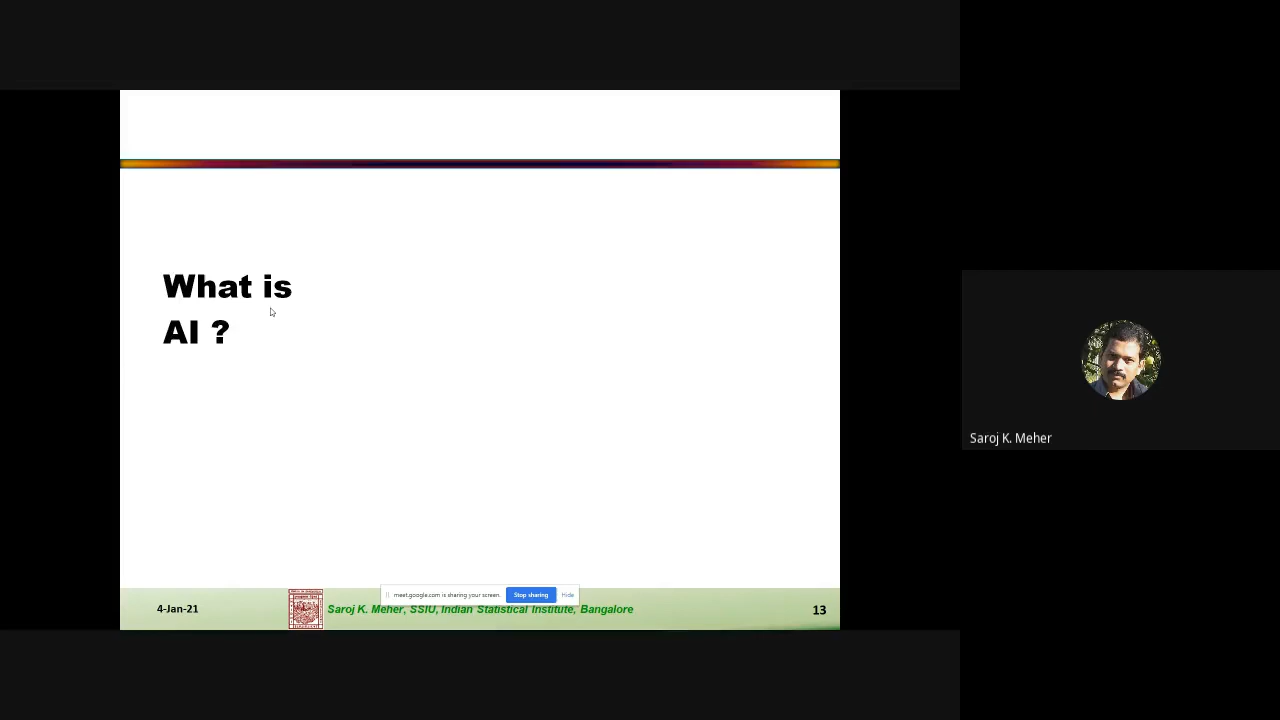 What is
AI ?
Saroj K. Meher
meet.google.com is sharing your screen.
Stop sharing
Hide
4-Jan-21
Saroj K. Meher, SSIU, Indian Statistical Institute, Bangalore
13